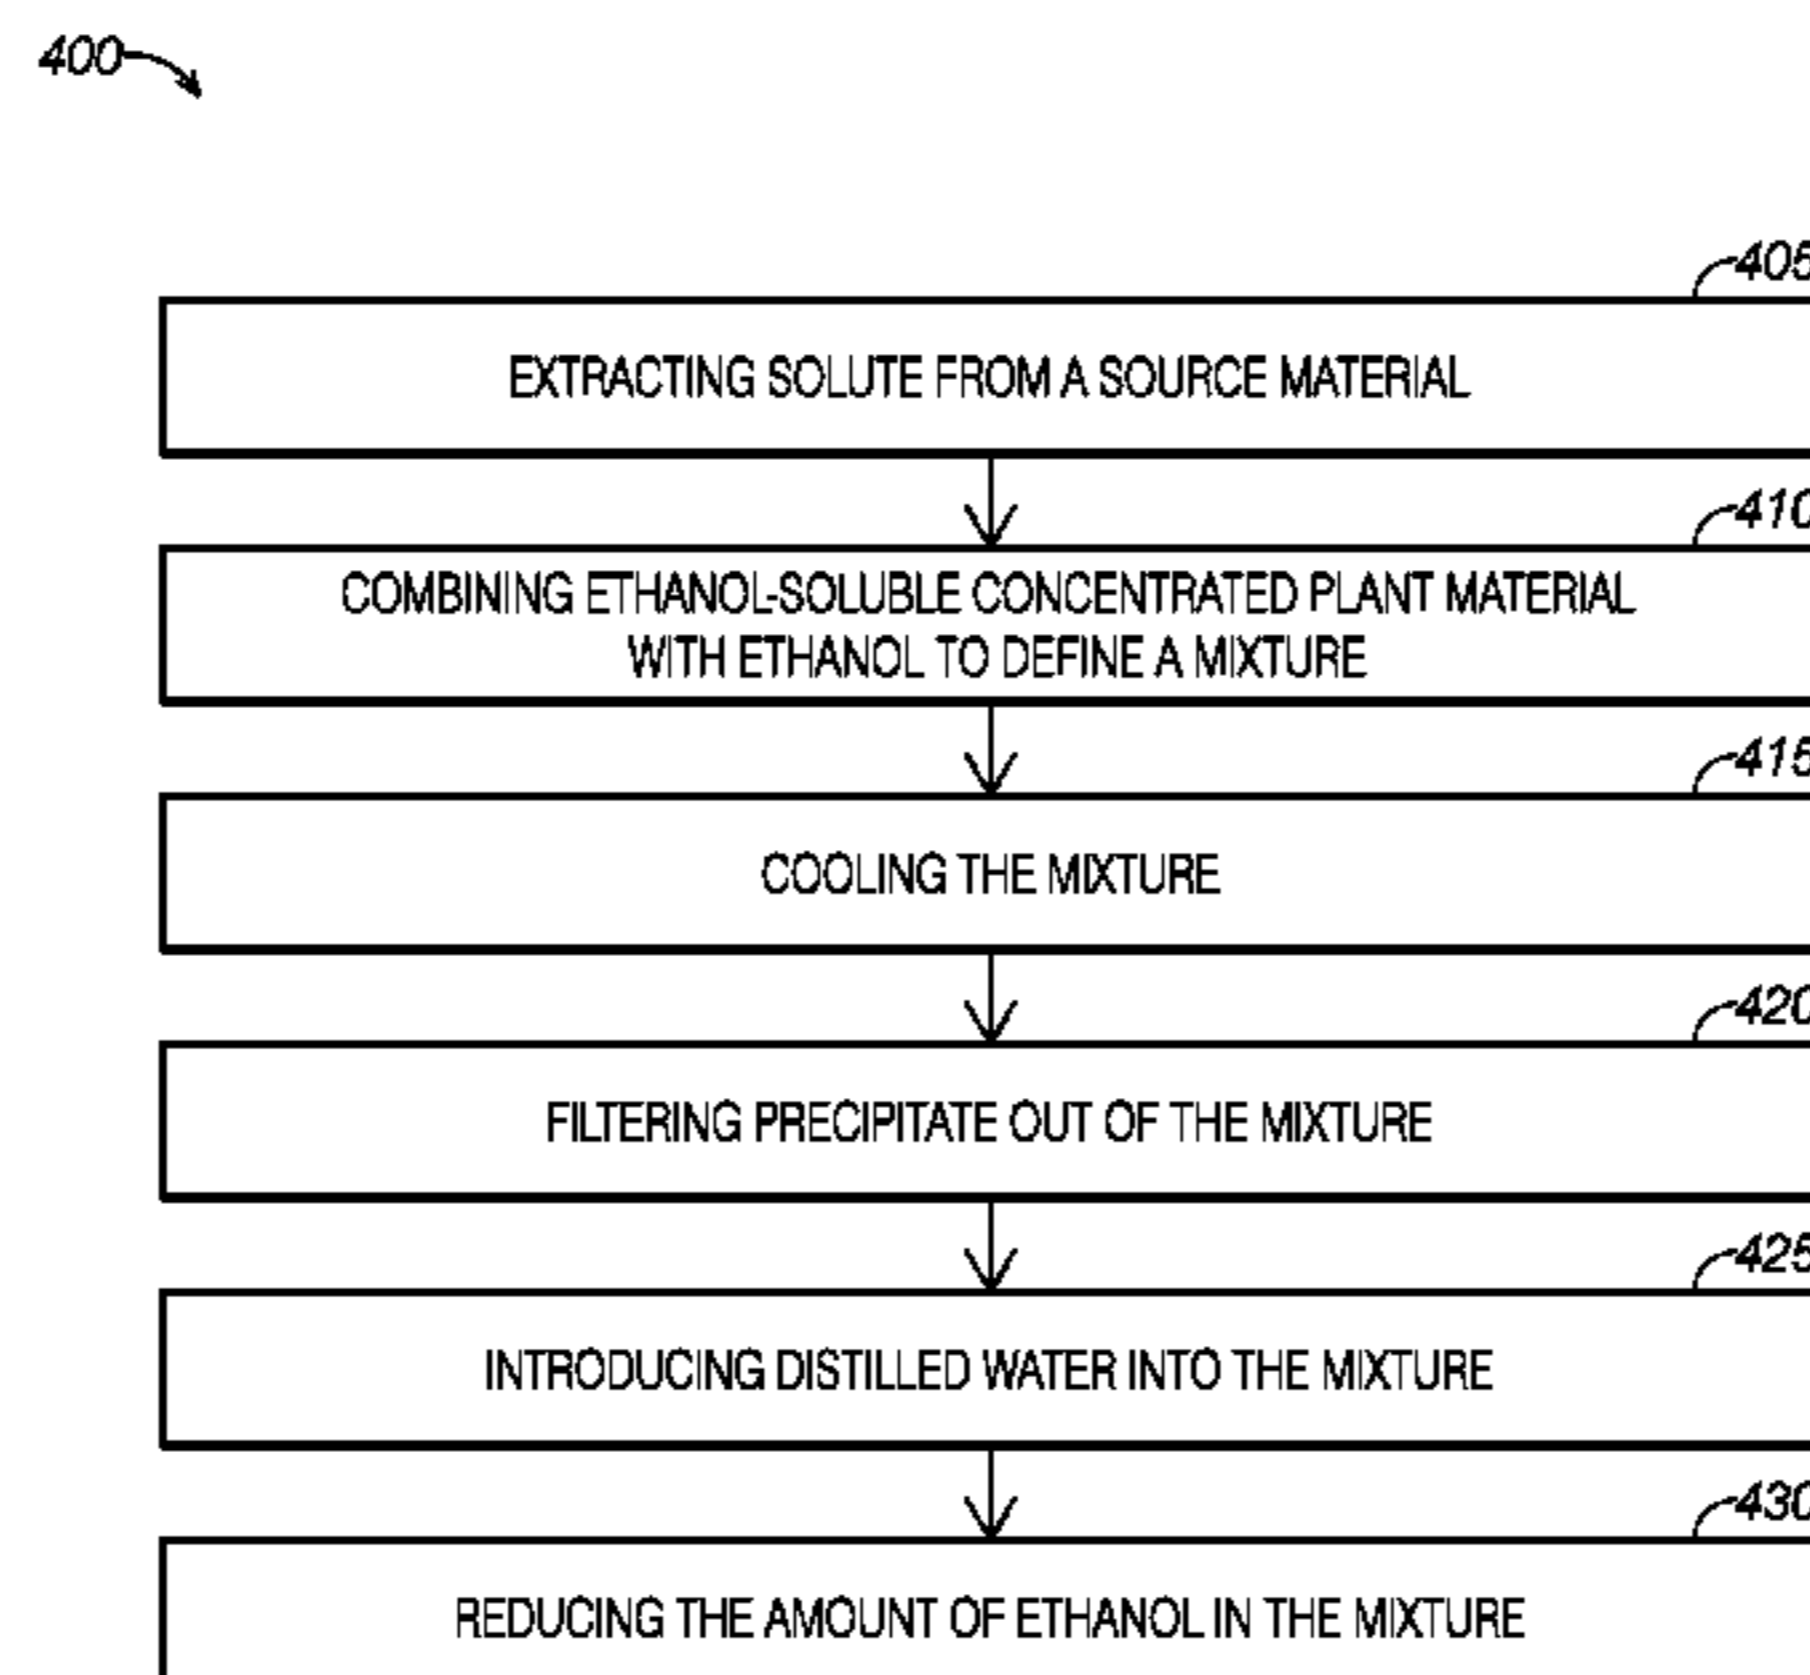 400
405
EXTRACTING SOLUTE FROM A SOURCE MATERIAL
410
COMBINING ETHANOL-SOLUBLE CONCENTRATED PLANT MATERIAL
WITH ETHANOL TO DEFINE A MIXTURE
415
COOLING THE MIXTURE
420
FILTERING PRECIPITATE OUT OF THE MIXTURE
425
INTRODUCING DISTILLED WATER INTO THE MIXTURE
430
REDUCING THE AMOUNT OF ETHANOL IN THE MIXTURE